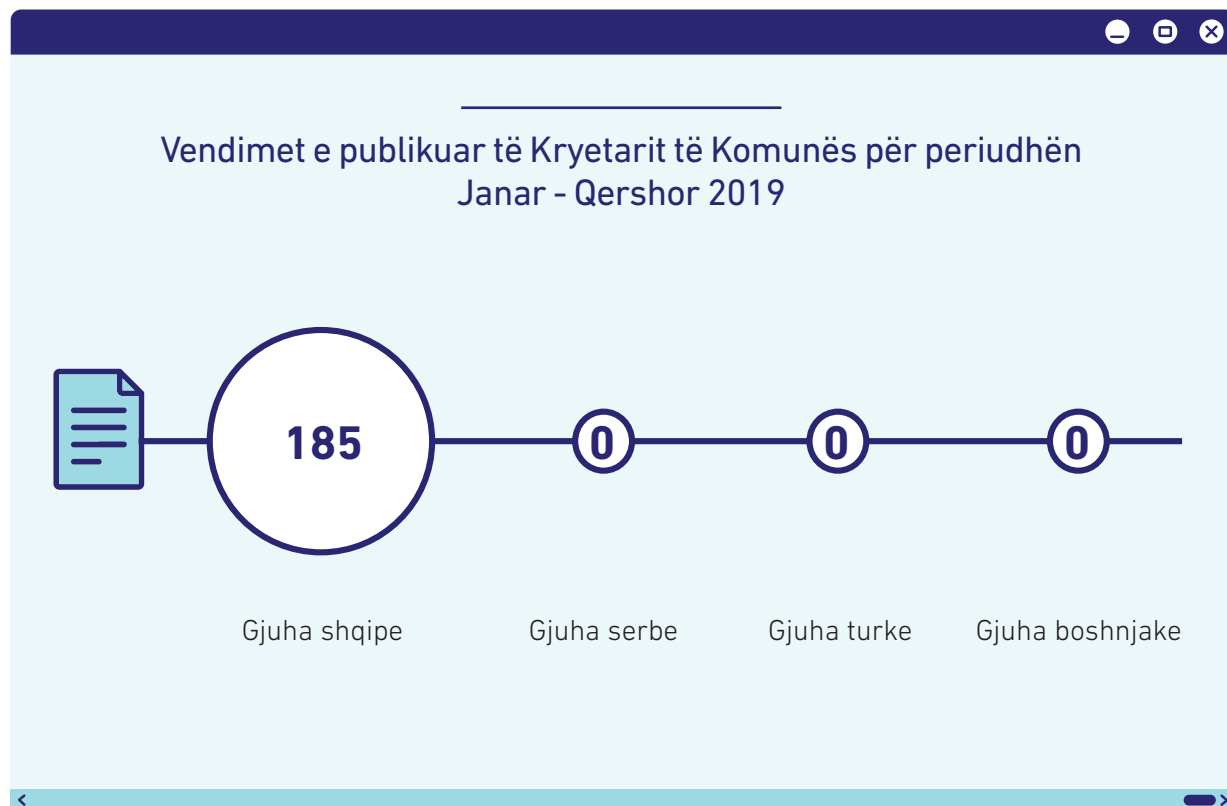 Vendimet e publikuar të Kryetarit të Komunës për periudhën
Janar - Qershor 2019
185
0
0
0
Gjuha shqipe
Gjuha serbe
Gjuha turke
Gjuha boshnjake